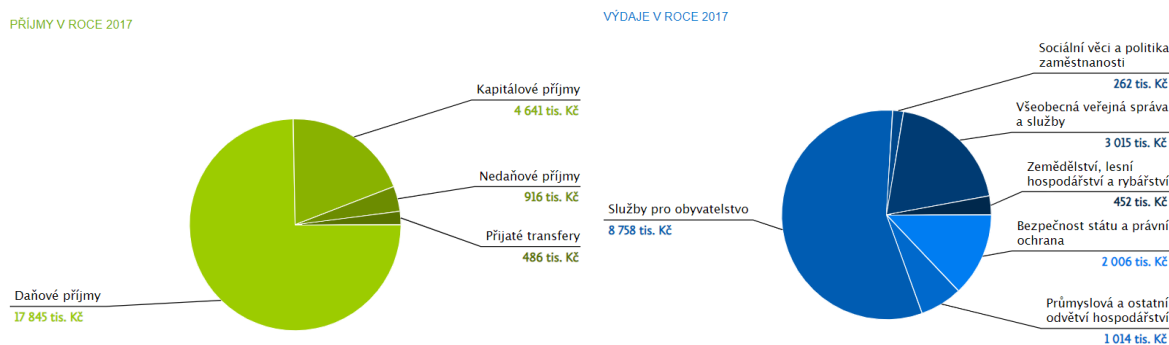 PŘÍJMY V ROCE 2017
Kapitálové příjmy
4 641 tis. Kč
Nedaňové příjmy
916 tis. Kč
Přijaté transfery
486 tis. Kč
Daňové příjmy
17 845 tis. Kč
VÝDAJE V ROCE 2017
Sociální věci a politika
zaměstnanosti
262 tis. Kč
Všeobecná veřejná správa
a služby
3 015 tis. Kč
Zemědělství, lesní
hospodářství a rybářství
452 tis. Kč
Služby pro obyvatelstvo
8 758 tis. Kč
Bezpečnost státu a právní
ochrana
2 006 tis. Kč
Průmyslová a ostatní
odvětví hospodářství
1 014 tis. Kč